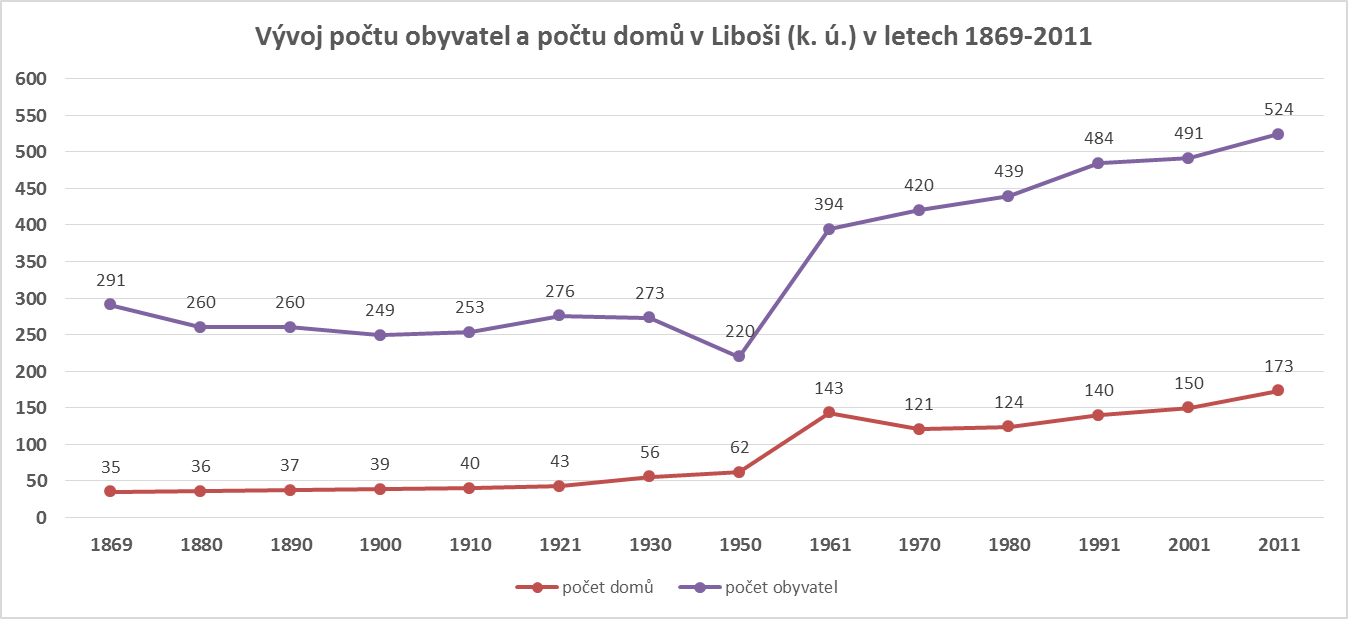 Vývoj počtu obyvatel a počtu domů v Liboši (k. ú.) v letech 1869-2011
600
550
500
450
400
350
300
250
200
150
100
50
0
291 260 260 249 253 276 273 220 394 420 439 484 491 524
35 36 37 39 40 43 56 62 143 121 124 140 150 173
1869 1880 1890 1900 1910 1921 1930 1950 1961 1970 1980 1991 2001 2011
počet domů počet obyvatel